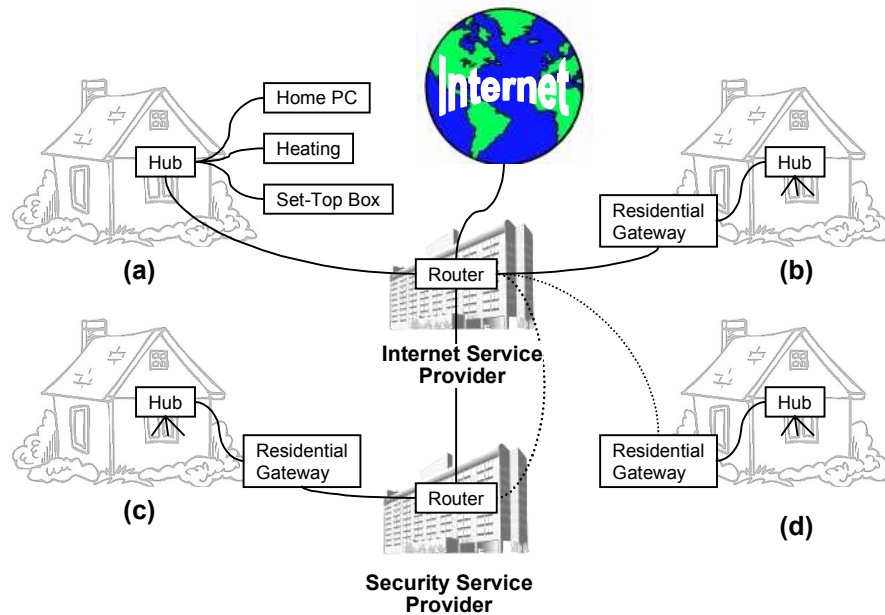 Internet
Home PC
Hub
Heating
Set-Top Box
(a)
Hub
Residential
Gateway
(b)
Router
Internet Service
Provider
Hub
Residential
Gateway
(c)
Router
Security Service
Provider
Hub
Residential
Gateway
(d)